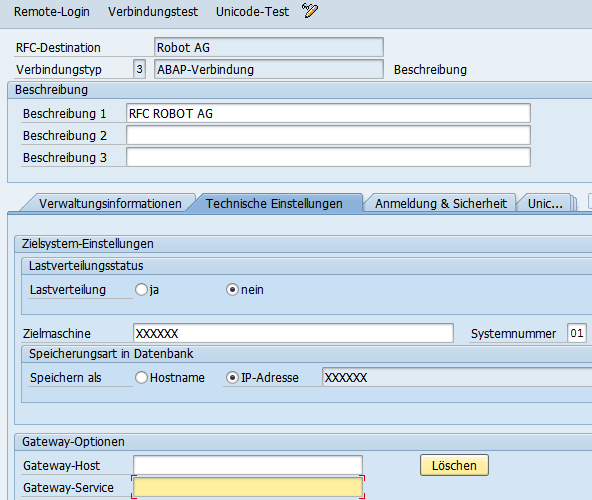 Remote-Login Verbindungstest Unicode-Test
RFC-Destination Robot AG
Verbindungstyp 3 ABAP-Verbindung Beschreibung
Beschreibung
Beschreibung 1 RFC ROBOT AG
Beschreibung 2
Beschreibung 3
Verwaltungsinformationen Technische Einstellungen Anmeldung & Sicherheit Unic...
Zielsystem-Einstellungen
Lastverteilungsstatus
Lastverteilung ja nein
Zielmaschine XXXXXX Systemnummer 01
Speicherungsart in Datenbank
Speichern als Hostname IP-Adresse XXXXXX
Gateway-Optionen
Gateway-Host Löschen
Gateway-Service